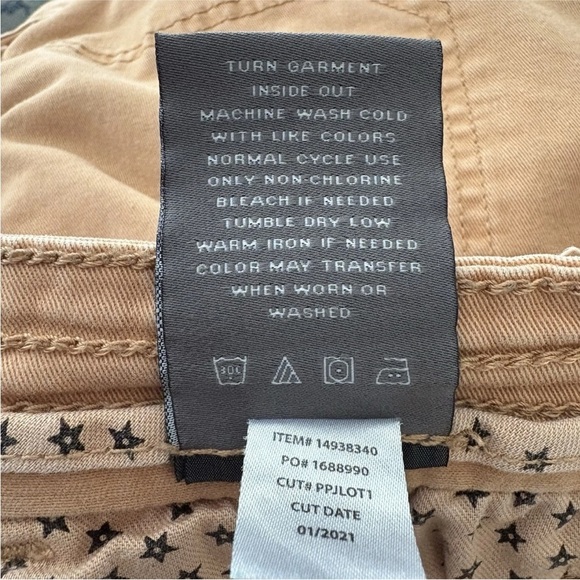 TURN GARMENT
INSIDE OUT
MACHINE WASH COLD
WITH LIKE COLORS
NORMAL CYCLE USE
ONLY NON-CHLORINE
BLEACH IF NEEDED
TUMBLE DRY LOW
WARM IRON IF NEEDED
COLOR MAY TRANSFER
WHEN WORN OR
WASHED
30C
ITEM# 14938340
PO# 1688990
CUT# PPJLOT1
CUT DATE
01/2021